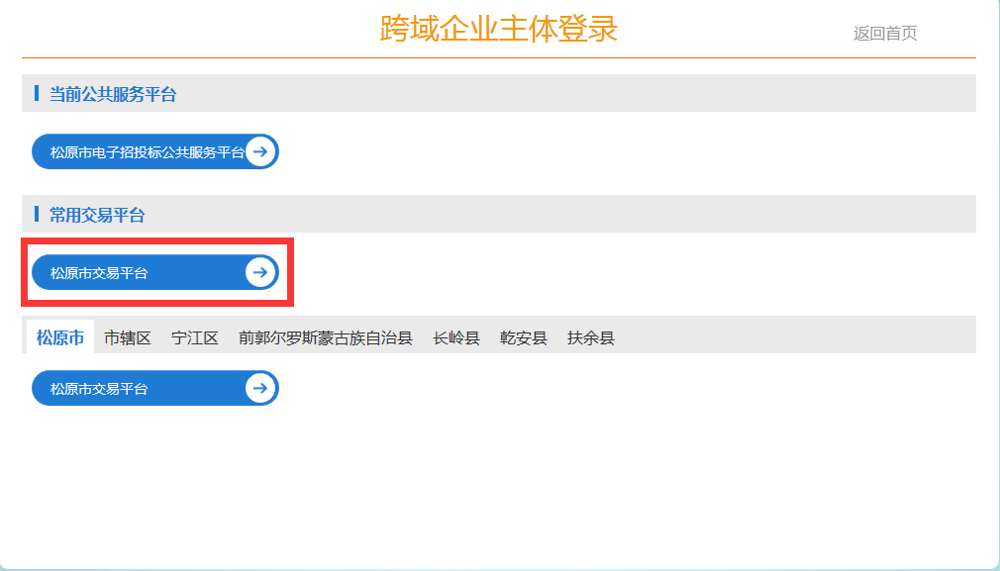 跨域企业主体登录
返回首页
当前公共服务平台
松原市电子招投标公共服务平台
常用交易平台
松原市交易平台
松原市 市辖区 宁江区 前郭尔罗斯蒙古族自治县 长岭县 乾安县 扶余县
松原市交易平台